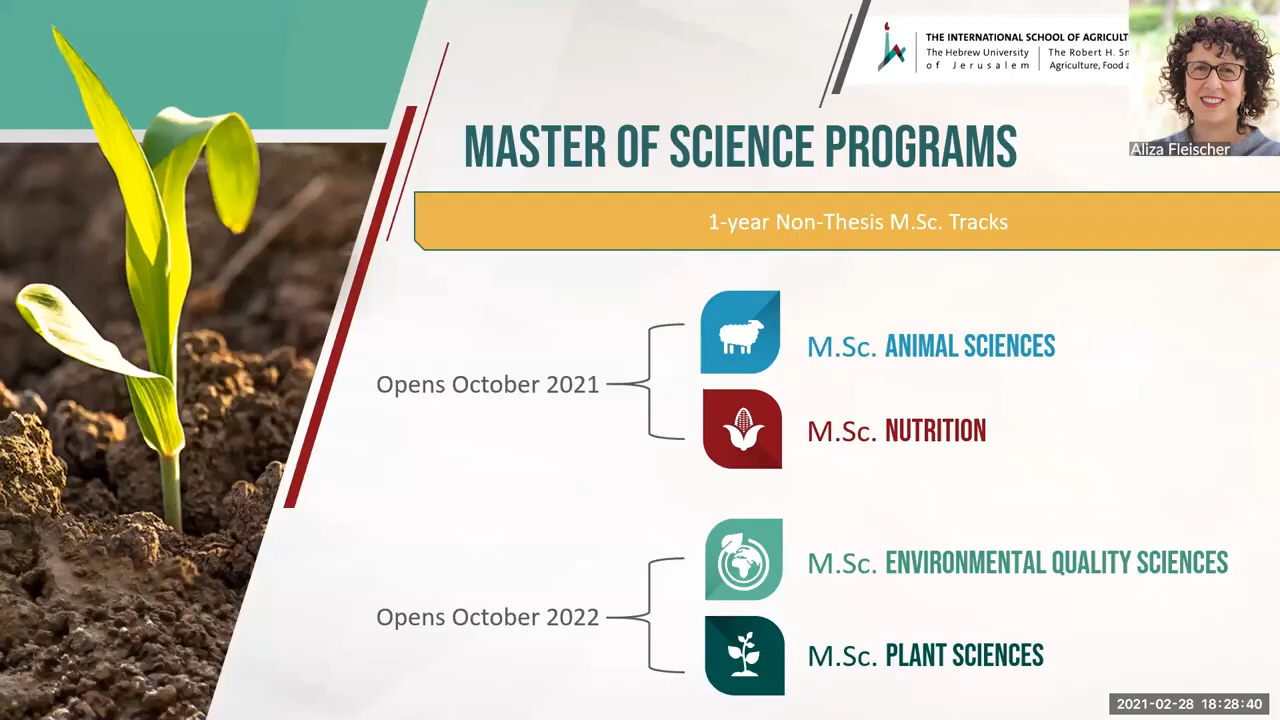 THE INTERNATIONAL SCHOOL OF
The Hebrew University
of Jerusalem
The Robert H.
Agriculture, Food
Aliza Fleischer
MASTER OF SCIENCE PROGRAMS
1-year Non-Thesis M.Sc. Tracks
Opens October 2021
M.Sc. ANIMAL SCIENCES
M.Sc. NUTRITION
Opens October 2022
M.Sc. ENVIRONMENTAL QUALITY SCIENCES
M.Sc. PLANT SCIENCES
2021-02-28 18:28:40